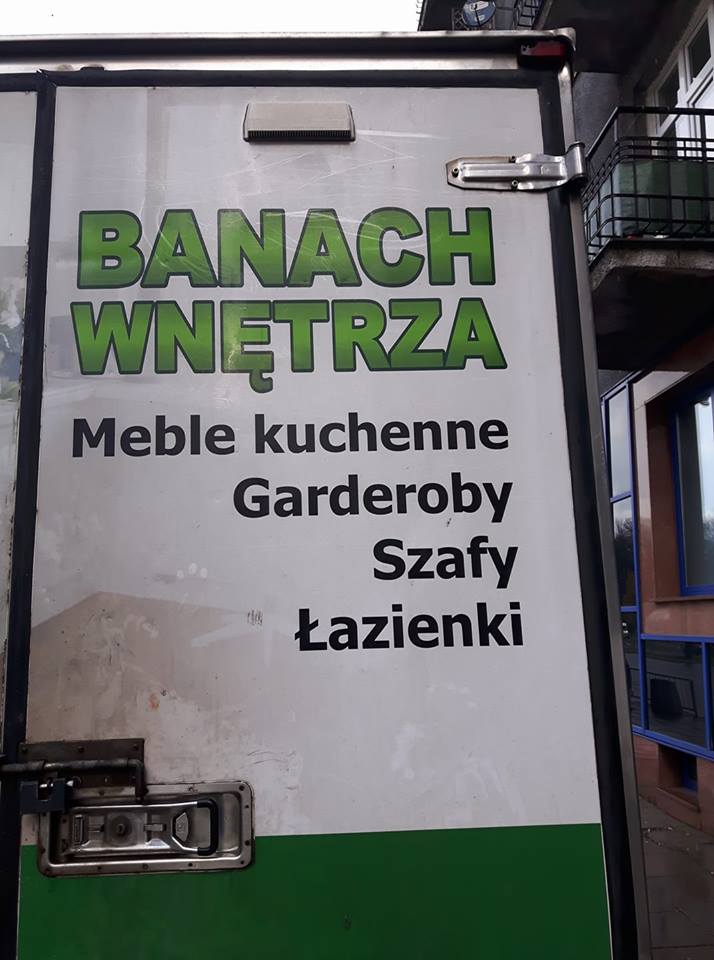 BANACH
WNĘTRZA
Meble kuchenne
Garderoby
Szafy
Łazienki